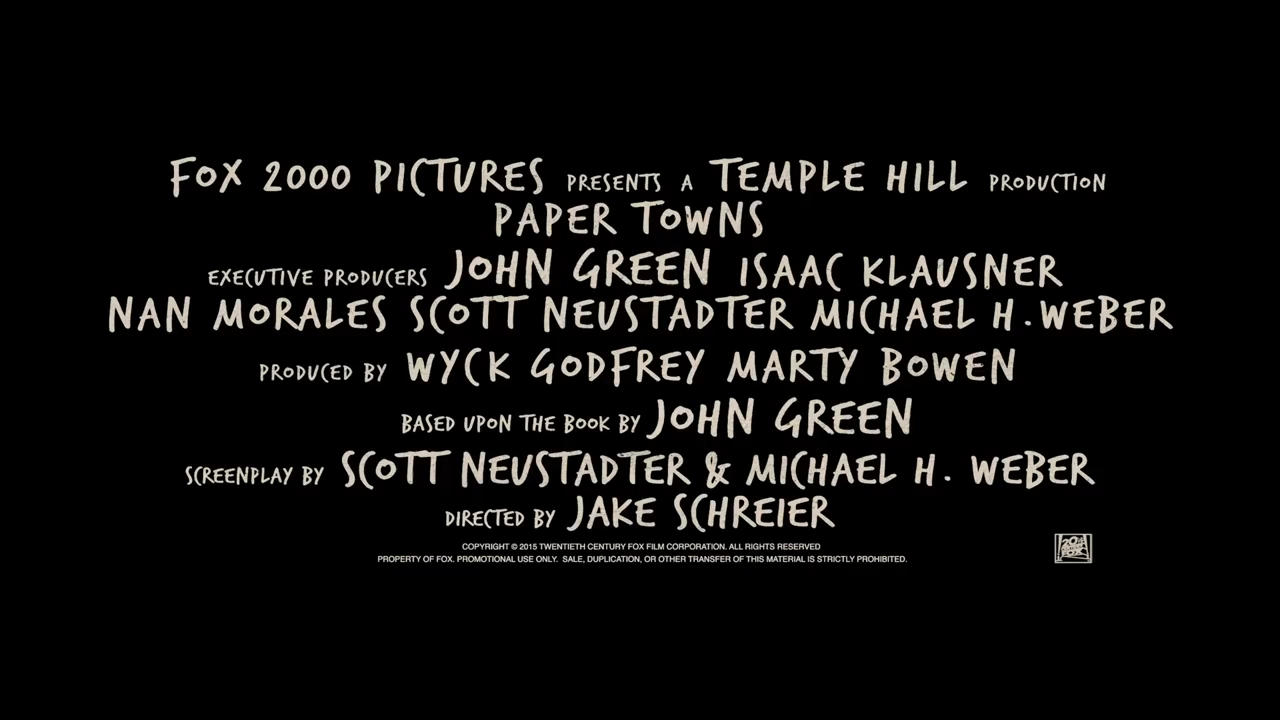 FOX 2000 PICTURES PRESENTS A TEMPLE HILL PRODUCTION
PAPER TOWNS
EXECUTIVE PRODUCERS JOHN GREEN ISAAC KLAUSNER
NAN MORALES SCOTT NEUSTADTER MICHAEL H. WEBER
PRODUCED BY WYCK GODFREY MARTY BOWEN
BASED UPON THE BOOK BY JOHN GREEN
SCREENPLAY BY SCOTT NEUSTADTER & MICHAEL H. WEBER
DIRECTED BY JAKE SCHREIER
COPYRIGHT © 2015 TWENTIETH CENTURY FOX FILM CORPORATION. ALL RIGHTS RESERVED
PROPERTY OF FOX. PROMOTIONAL USE ONLY. SALE, DUPLICATION, OR OTHER TRANSFER OF THIS MATERIAL IS STRICTLY PROHIBITED.